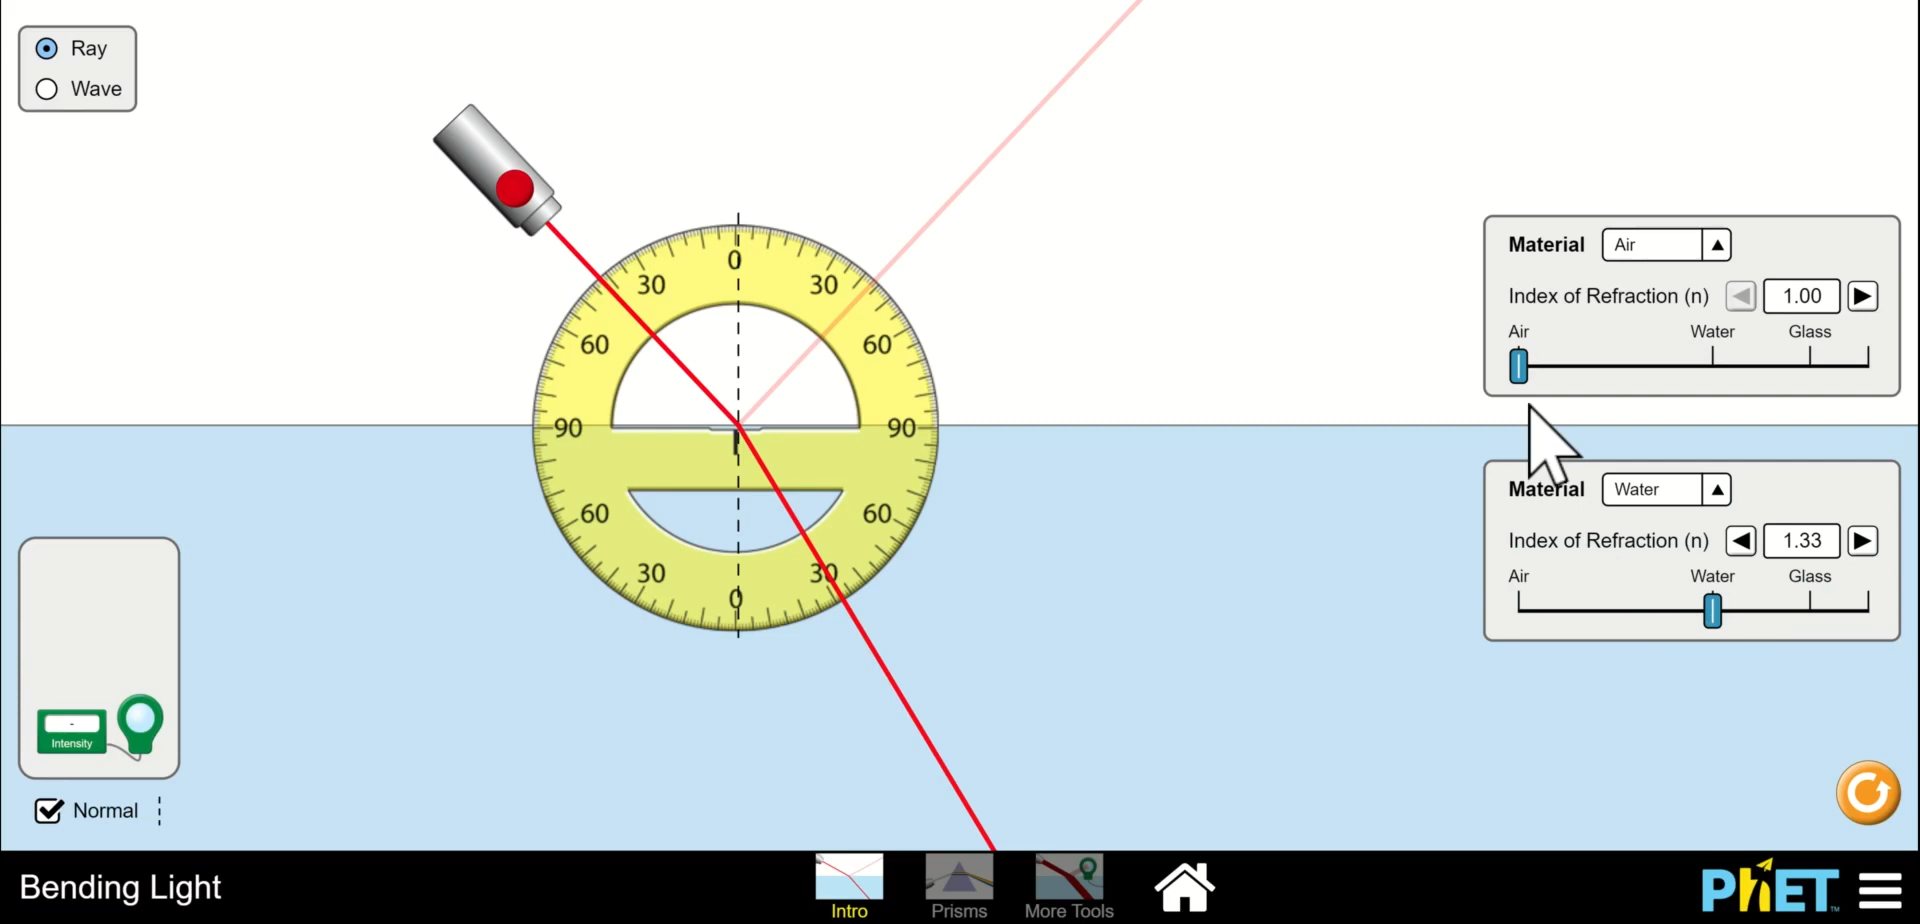 Ray
Wave
0
30 30
60 60
90 90
60 60
30 30
0
Material Air ▲
Index of Refraction (n) ◀ 1.00 ▶
Air Water Glass
Material Water ▲
Index of Refraction (n) ◀ 1.33 ▶
Air Water Glass
-
Intensity
Normal
Bending Light
Intro Prisms More Tools
PhET™